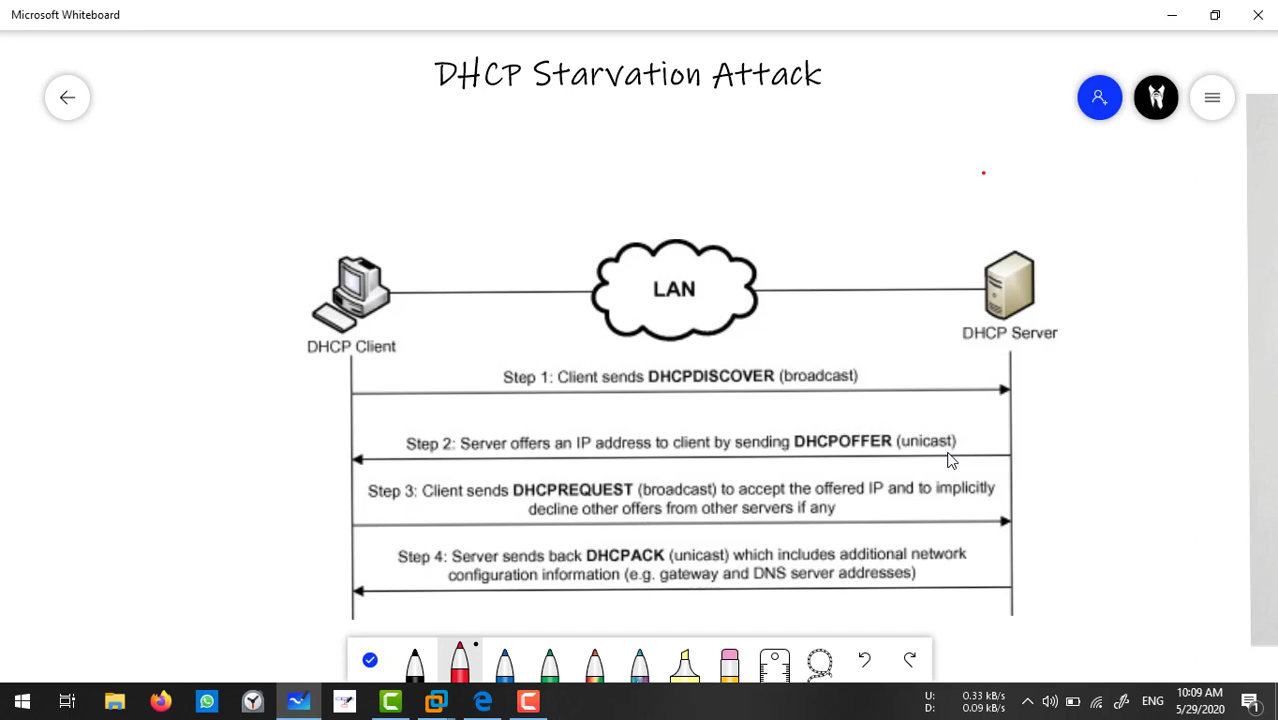 Microsoft Whiteboard
DHCP Starvation Attack
LAN
DHCP Client
DHCP Server
Step 1: Client sends DHCPDISCOVER (broadcast)
Step 2: Server offers an IP address to client by sending DHCPOFFER (unicast)
Step 3: Client sends DHCPREQUEST (broadcast) to accept the offered IP and to implicitly
decline other offers from other servers if any
Step 4: Server sends back DHCPACK (unicast) which includes additional network
configuration information (e.g. gateway and DNS server addresses)
U: 0.33 kB/s
D: 0.09 kB/s
ENG
10:09 AM
5/29/2020
1